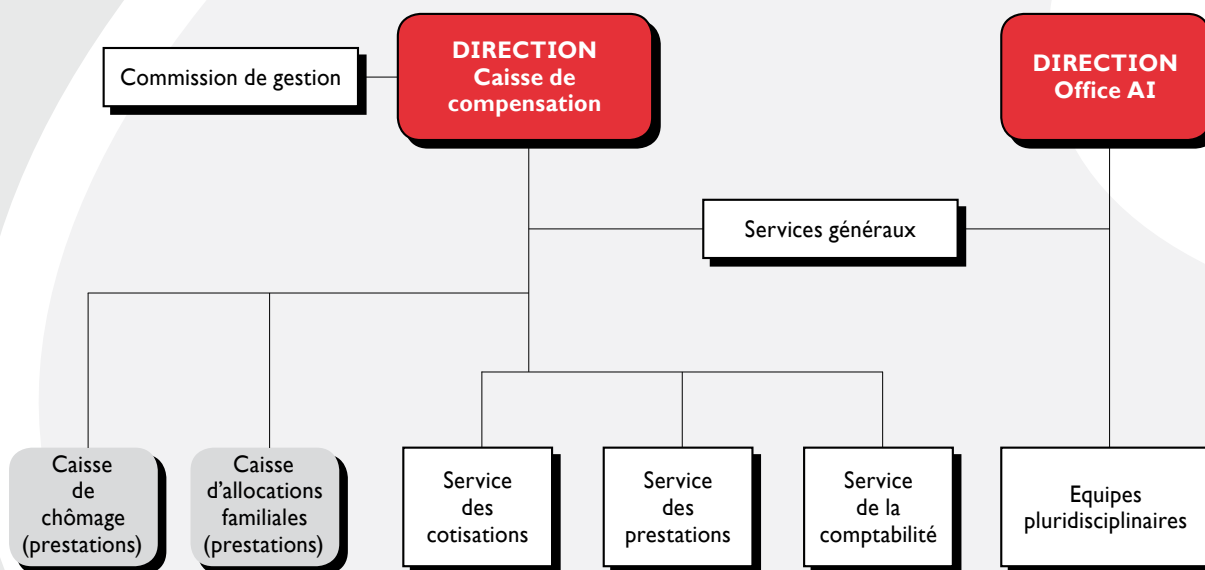 Commission de gestion
DIRECTION
Caisse de
compensation
DIRECTION
Office AI
Services généraux
Caisse
de
chômage
(prestations)
Caisse
d'allocations
familiales
(prestations)
Service
des
cotisations
Service
des
prestations
Service
de la
comptabilité
Equipes
pluridisciplinaires